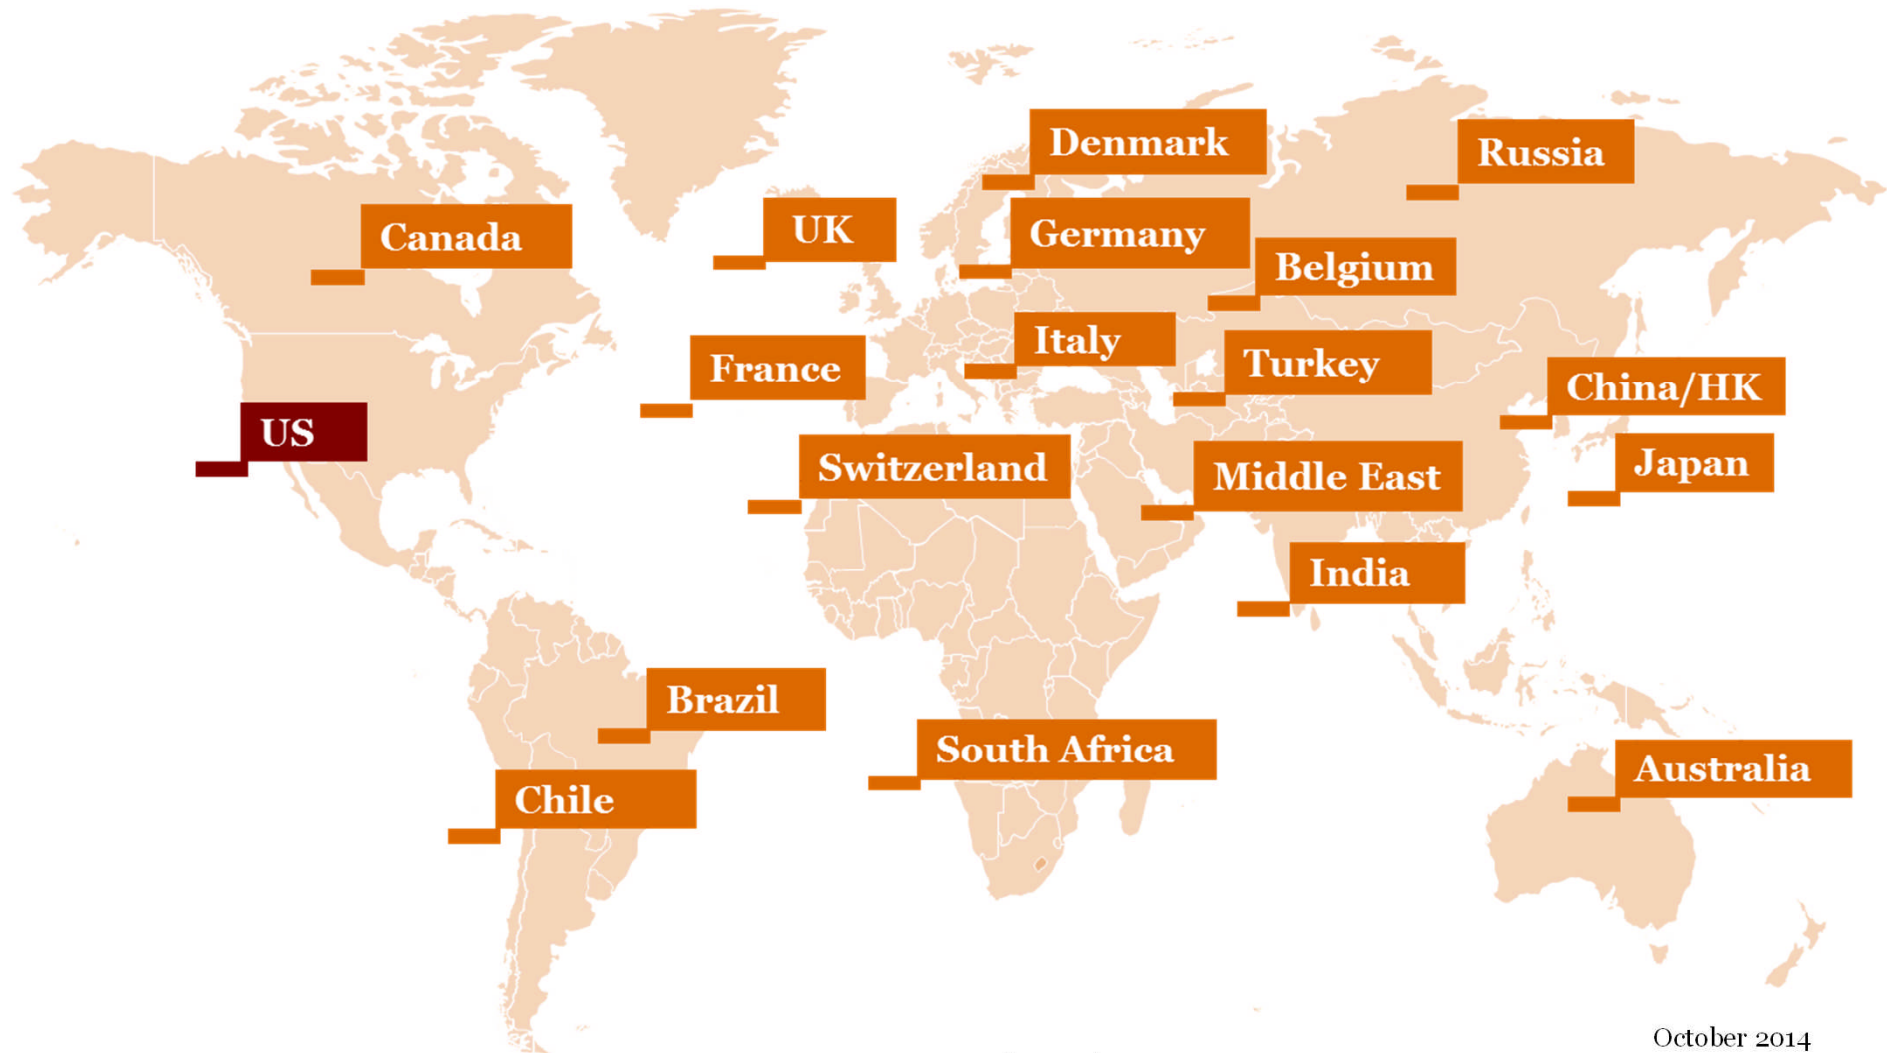 Denmark
Russia
Canada
UK
Germany
Belgium
Italy
France
Turkey
China/HK
US
Switzerland
Middle East
Japan
India
Brazil
South Africa
Australia
Chile
October 2014